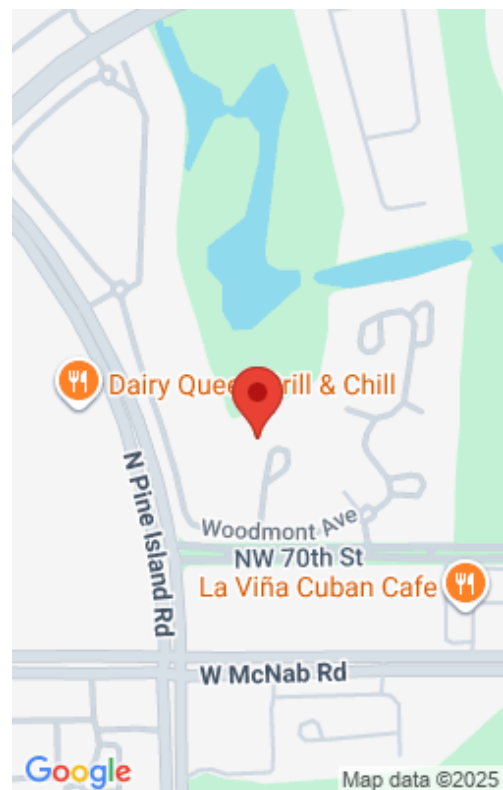 Dairy Queen Grill & Chill
N Pine Island Rd
Woodmont Ave
NW 70th St
La Viña Cuban Cafe
W McNab Rd
Google
Map data ©2025